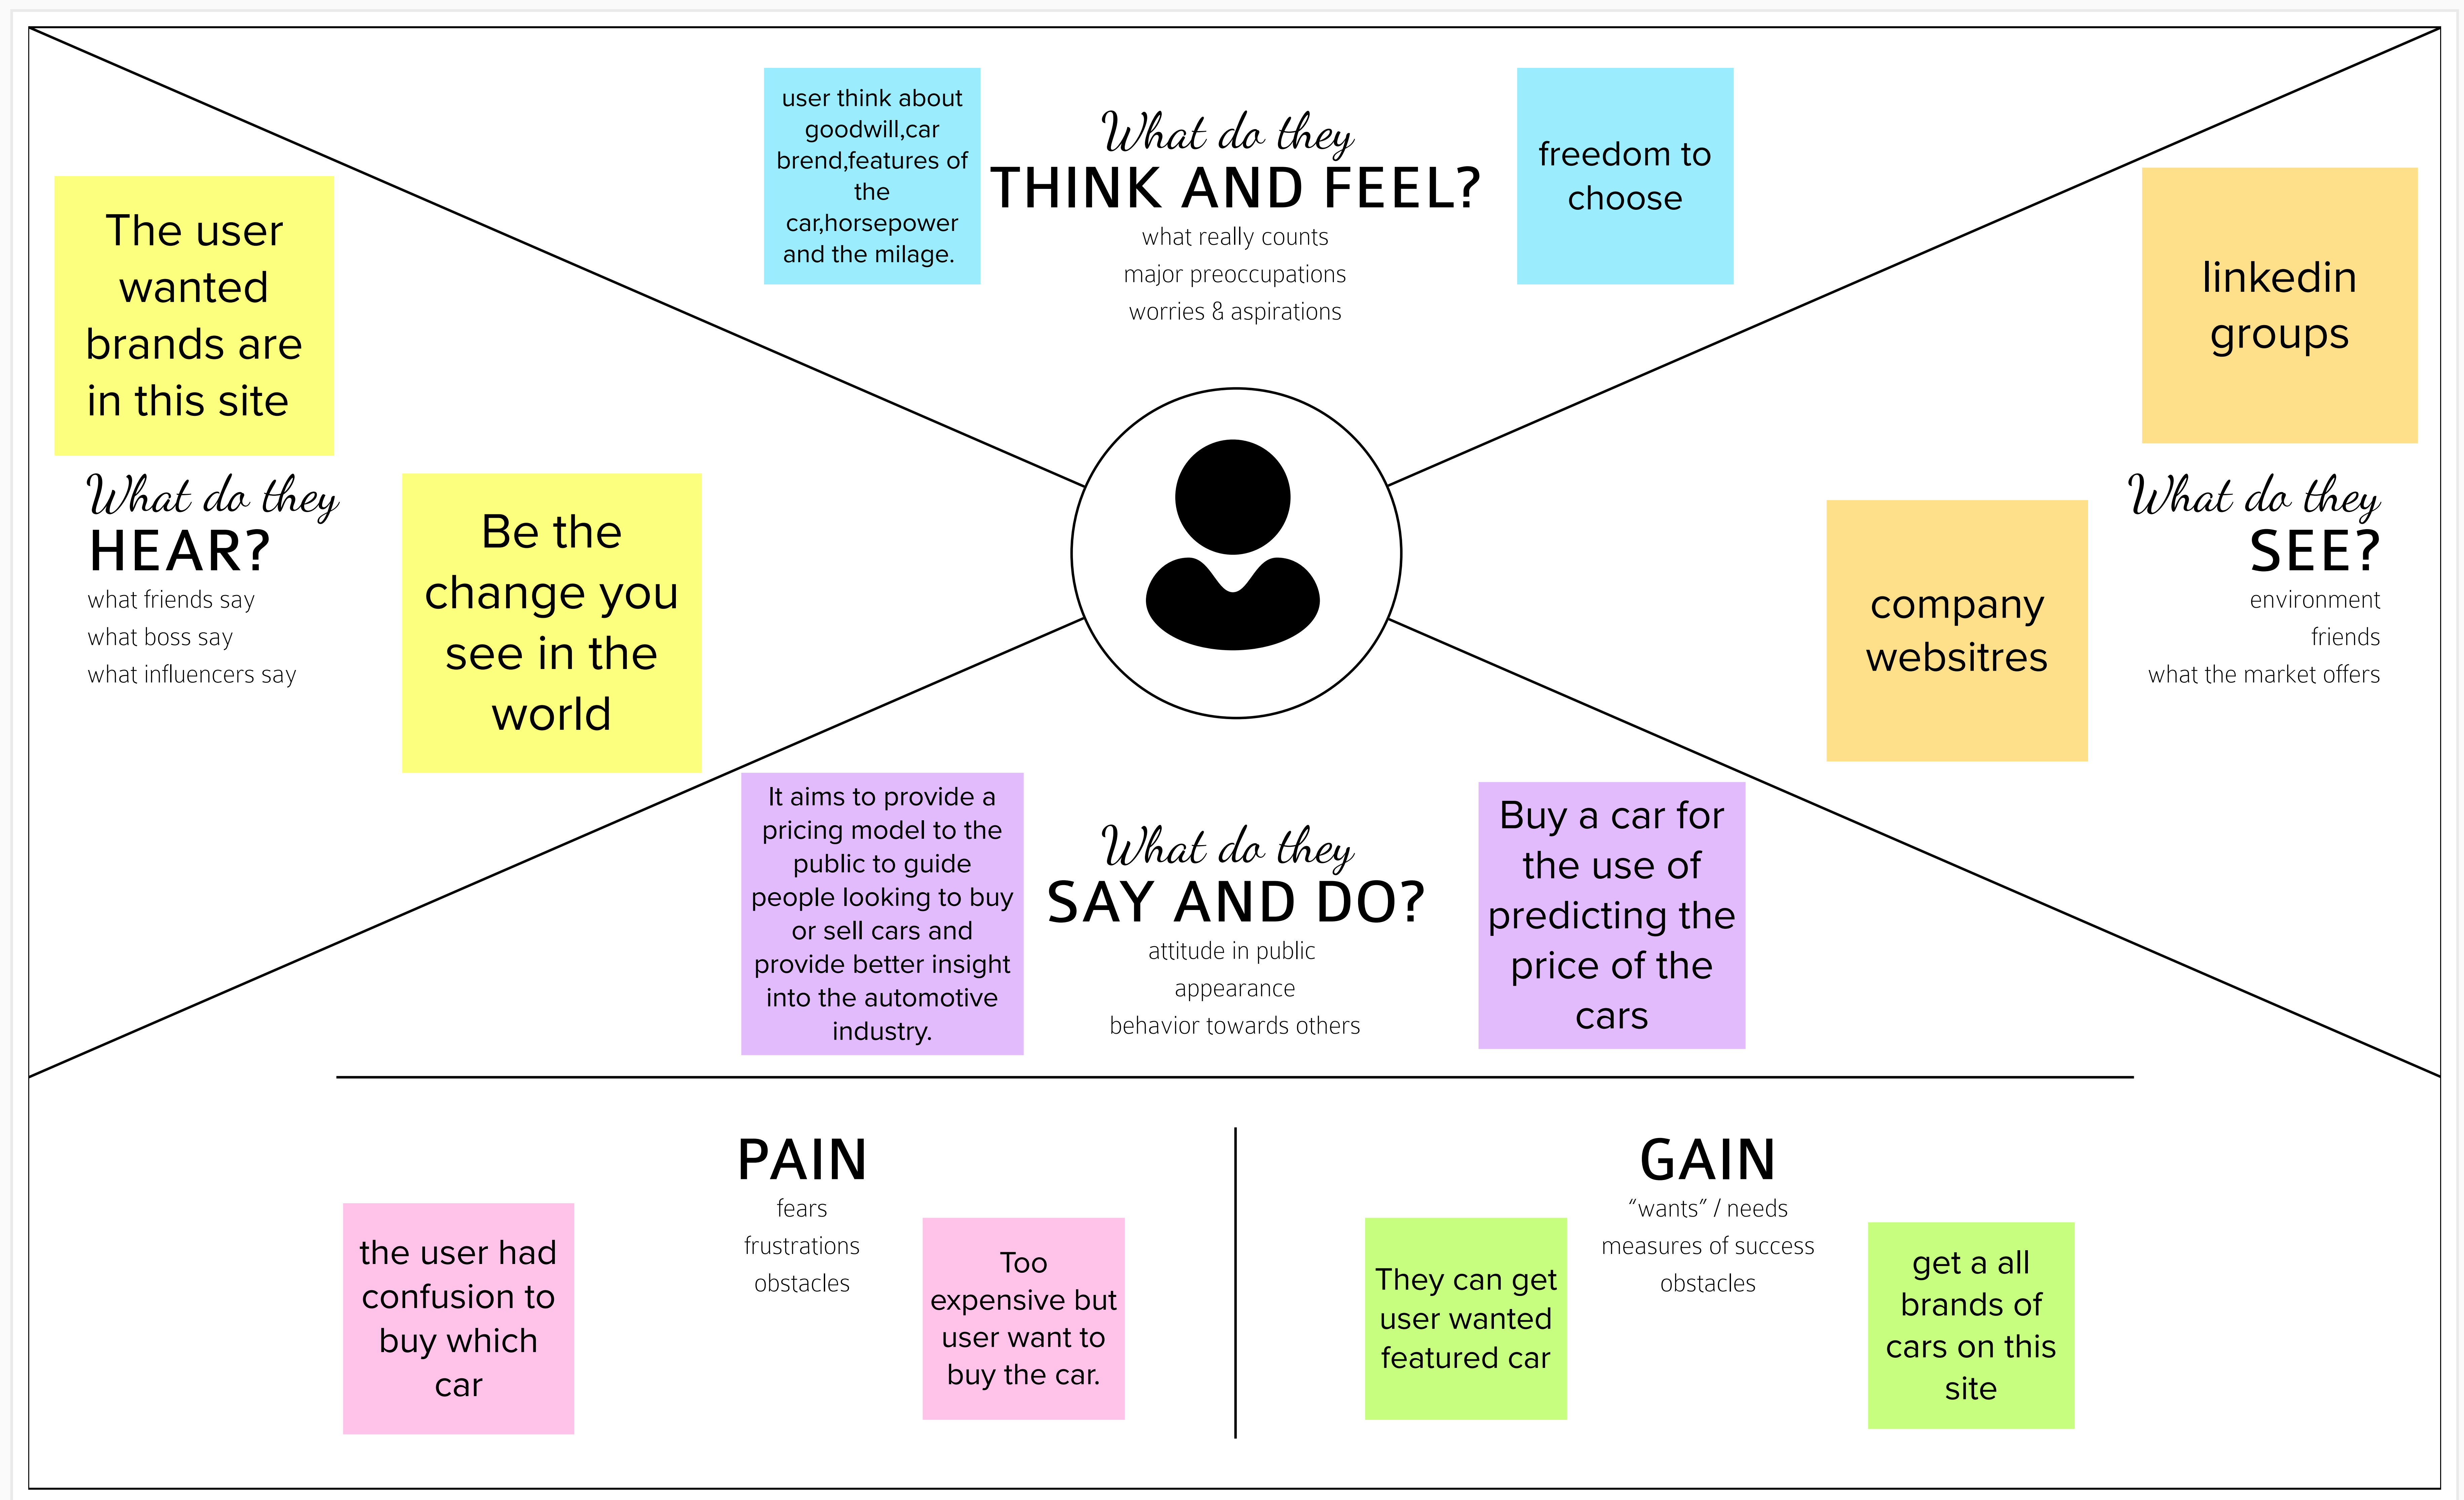 user think about
goodwill,car
brend,features of
the
car,horsepower
and the milage.
What do they
THINK AND FEEL?
what really counts
major preoccupations
worries & aspirations
freedom to
choose
The user
wanted
brands are
in this site
What do they
HEAR?
what friends say
what boss say
what influencers say
Be the
change you
see in the
world
linkedin
groups
What do they
SEE?
environment
friends
what the market offers
company
websitres
It aims to provide a
pricing model to the
public to guide
people looking to buy
or sell cars and
provide better insight
into the automotive
industry.
What do they
SAY AND DO?
attitude in public
appearance
behavior towards others
Buy a car for
the use of
predicting the
price of the
cars
PAIN
fears
frustrations
obstacles
the user had
confusion to
buy which
car
Too
expensive but
user want to
buy the car.
GAIN
“wants” / needs
measures of success
obstacles
They can get
user wanted
featured car
get a all
brands of
cars on this
site